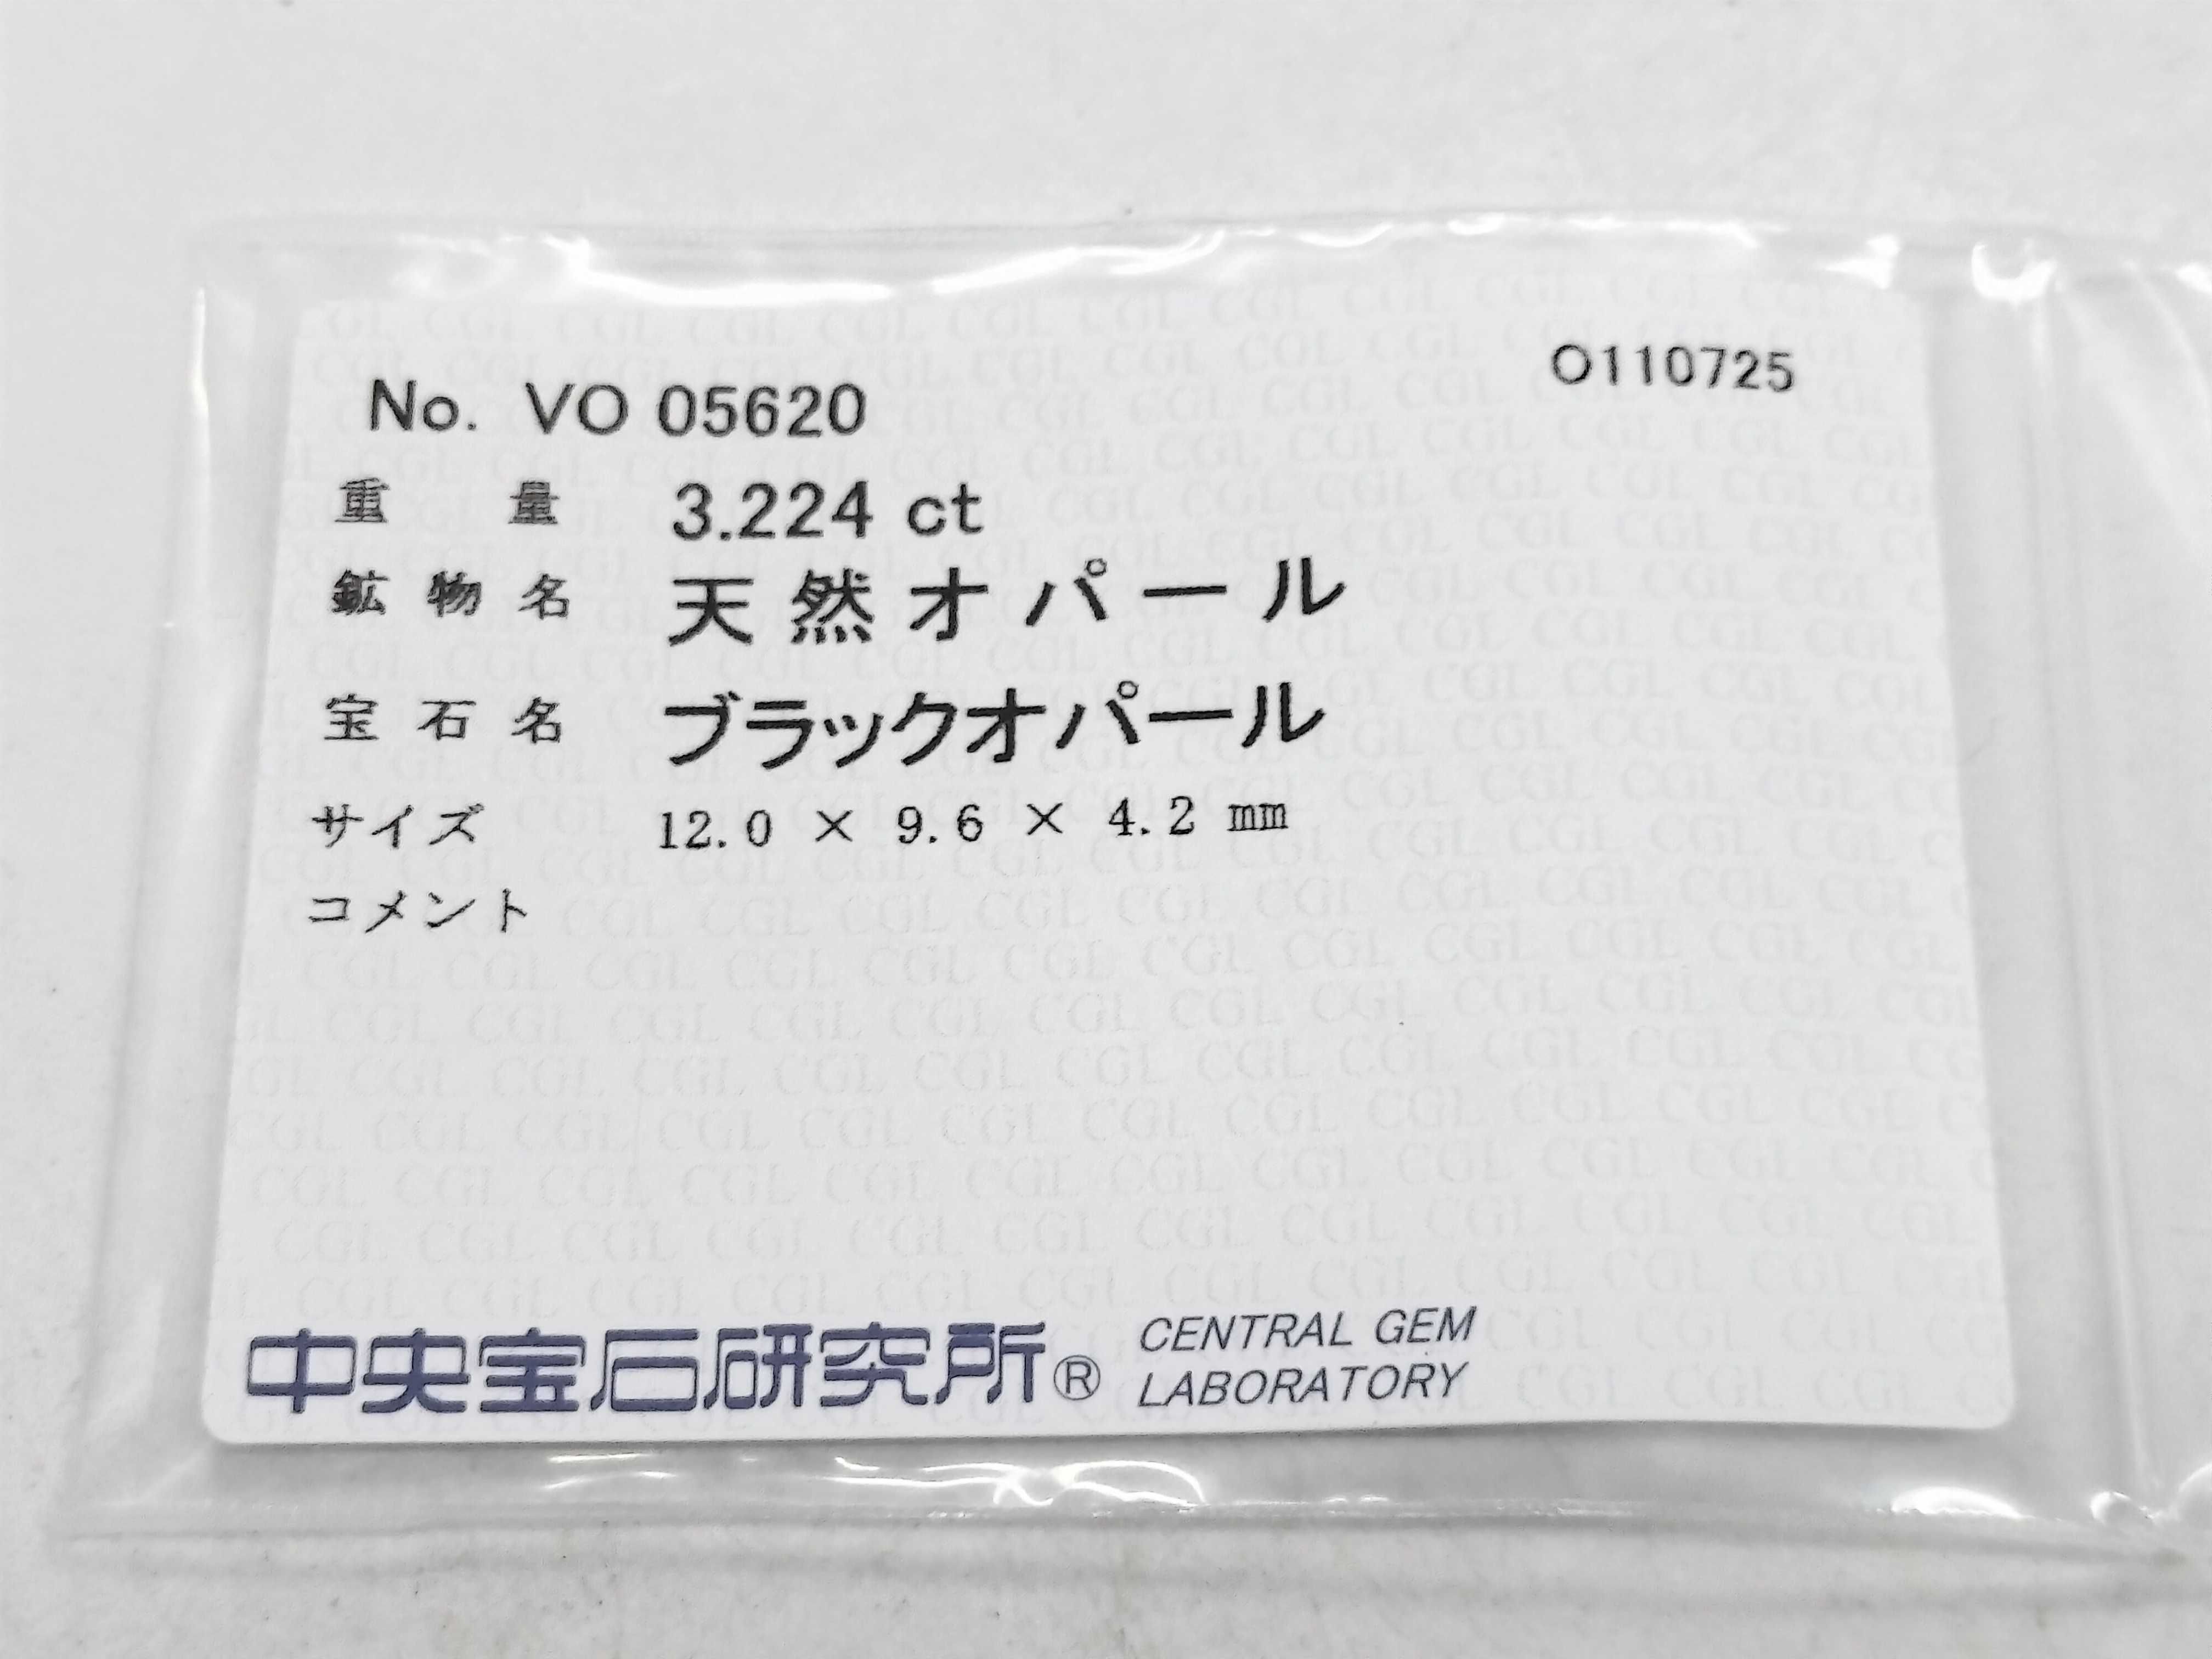 O110725
No. VO 05620
重量 3.224 ct
鉱物名 天然オパール
宝石名 ブラックオパール
サイズ 12.0 × 9.6 × 4.2 mm
コメント
中央宝石研究所® CENTRAL GEM
LABORATORY